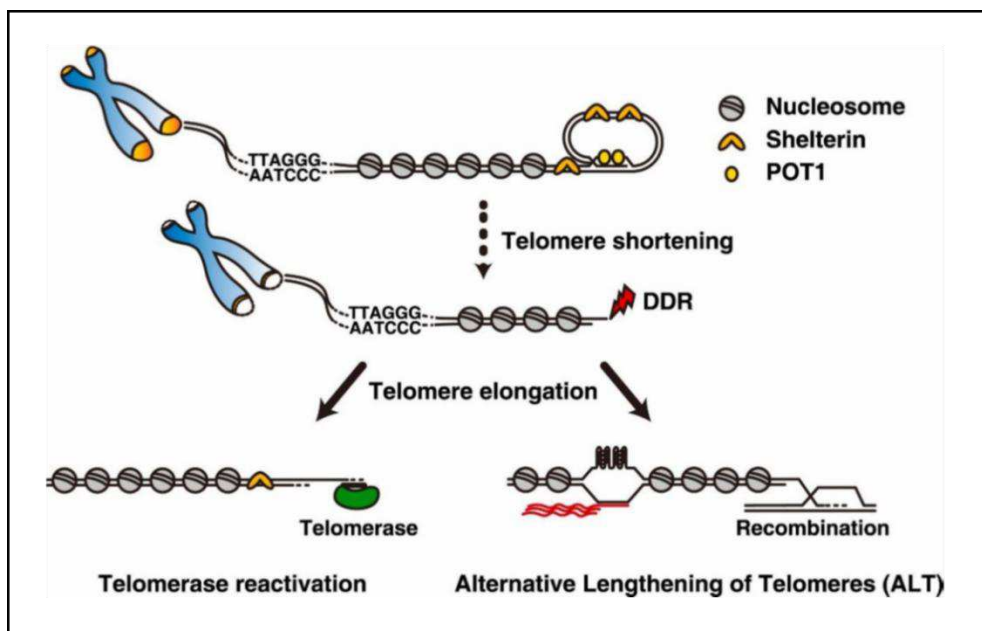 Nucleosome
Shelterin
POT1
TTAGGG
AATCCC
Telomere shortening
DDR
TTAGGG
AATCCC
Telomere elongation
Telomerase
Recombination
Telomerase reactivation
Alternative Lengthening of Telomeres (ALT)